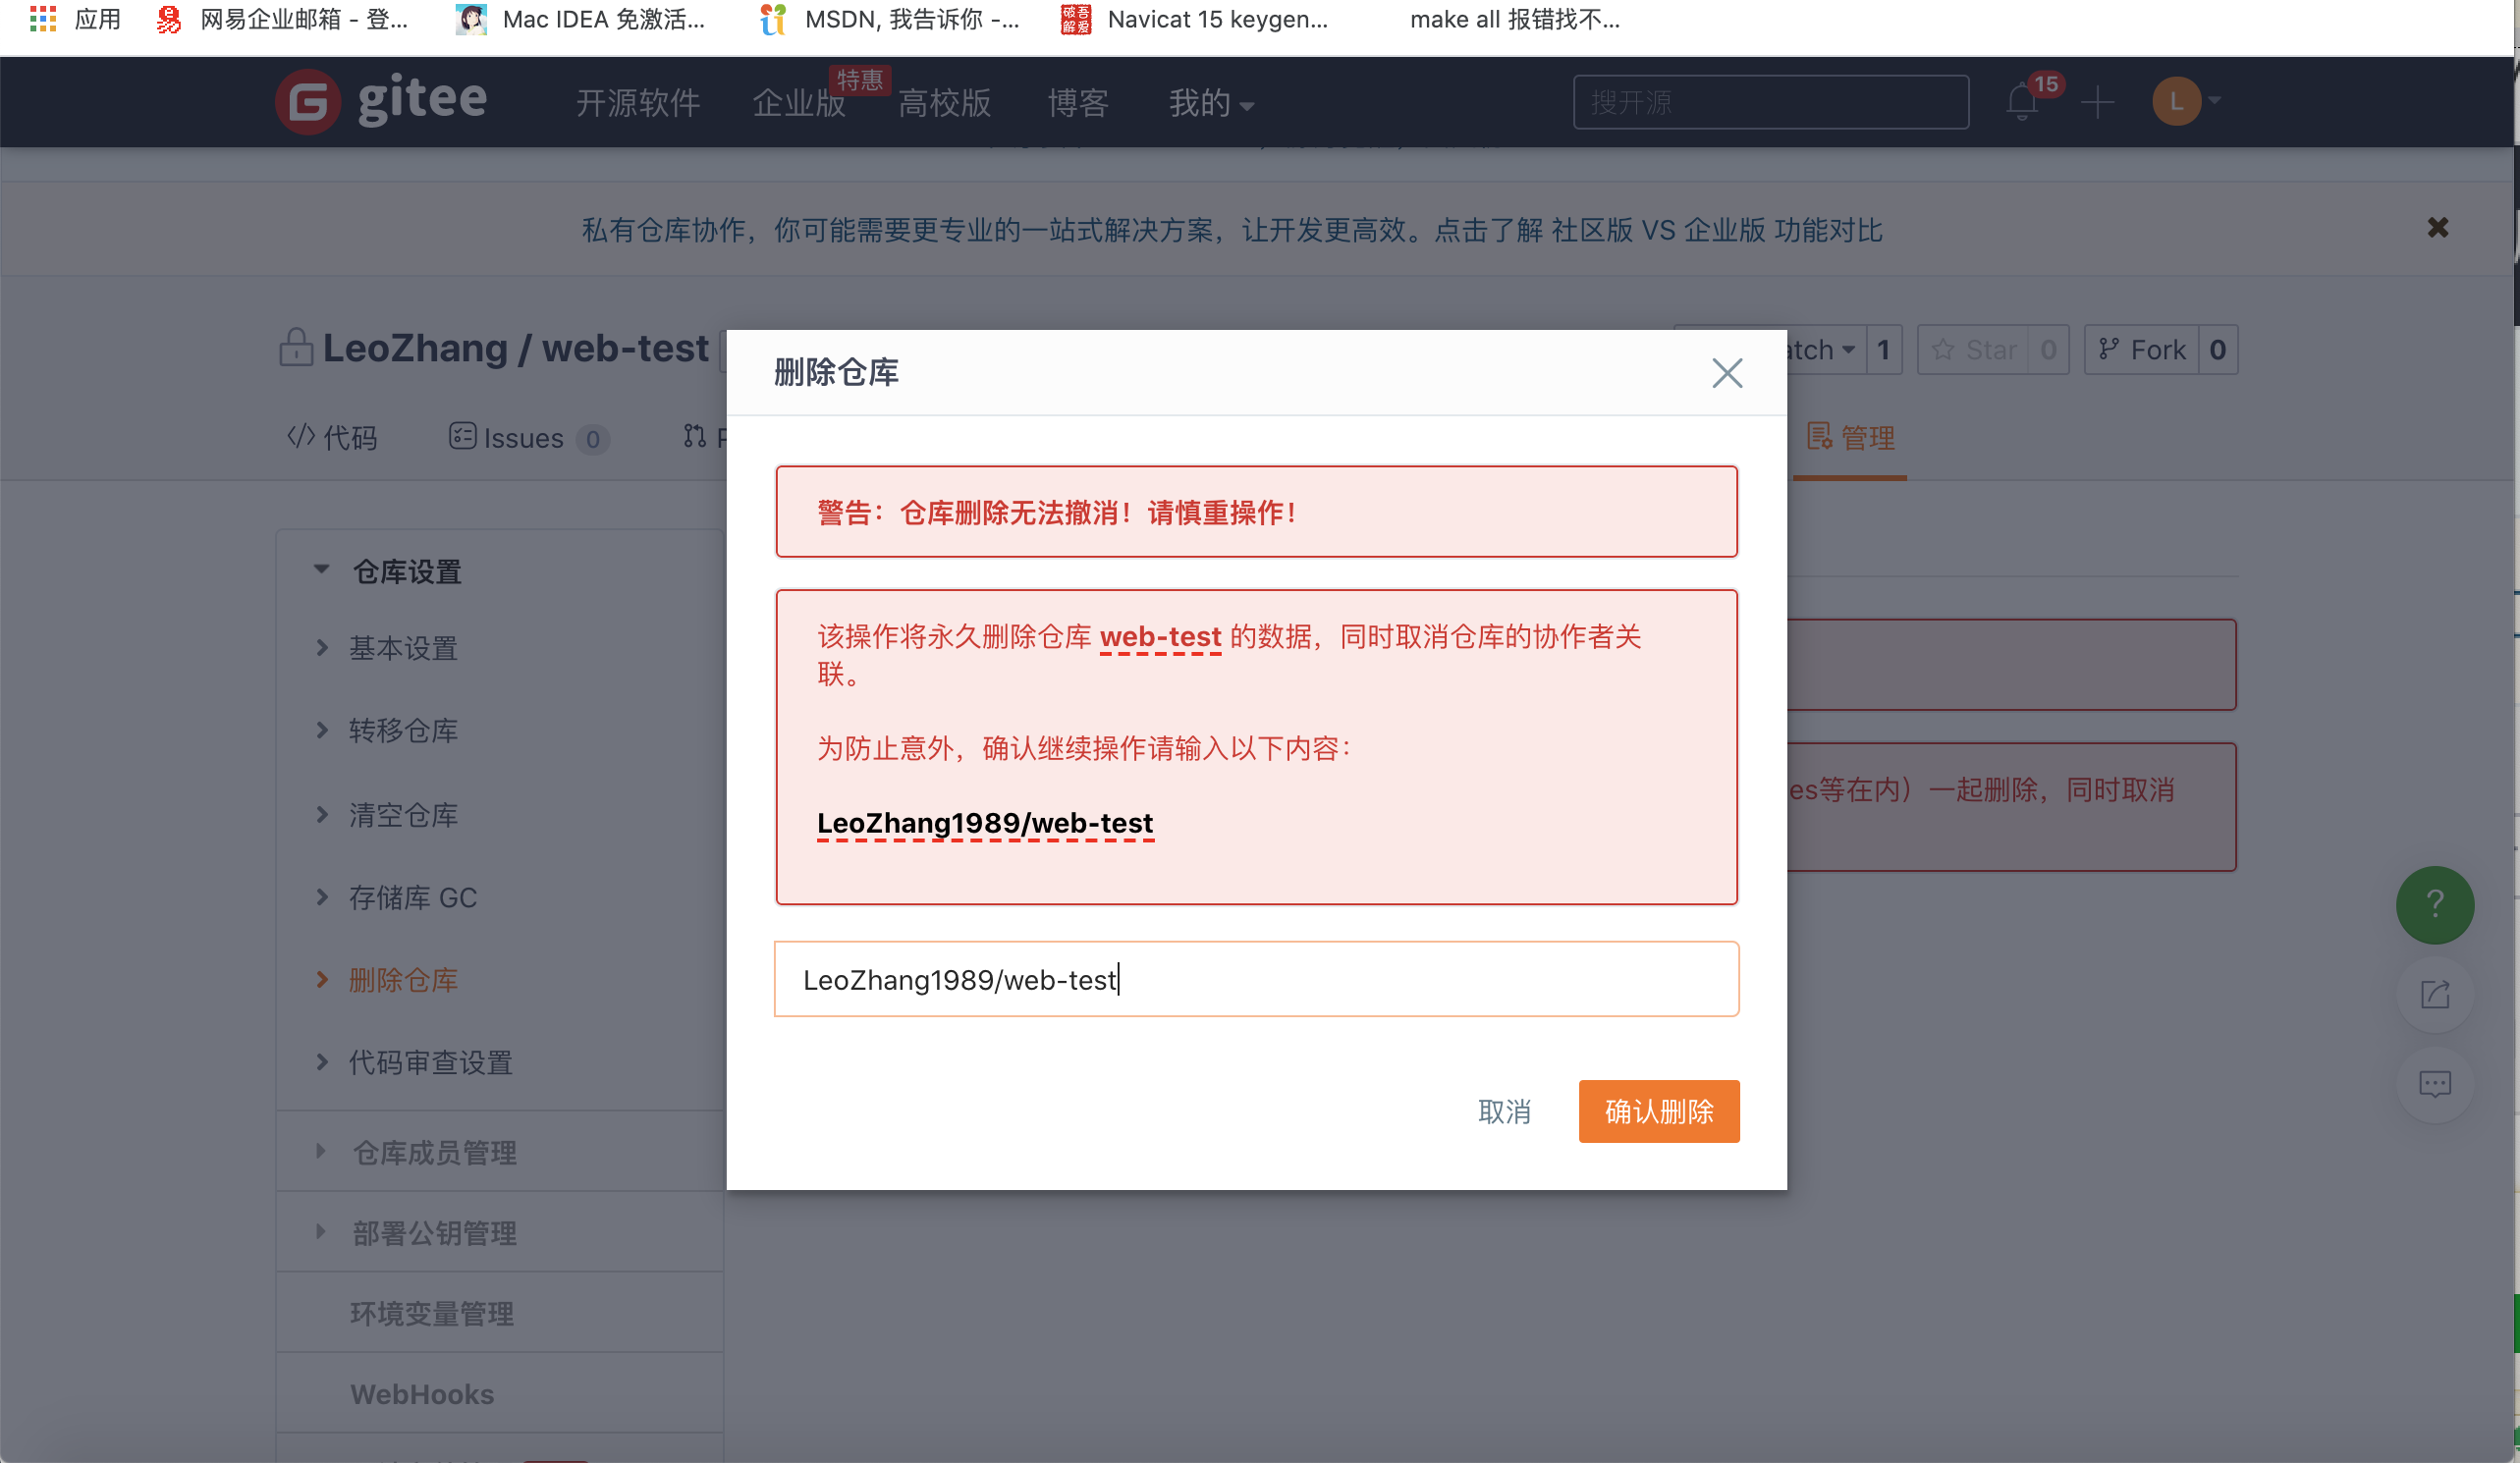 应用
网易企业邮箱 - 登...
Mac IDEA 免激活...
MSDN, 我告诉你 -...
Navicat 15 keygen...
make all 报错找不...
gitee
开源软件
企业版
特惠
高校版
博客
我的
搜开源
15
L
私有仓库协作，你可能需要更专业的一站式解决方案，让开发更高效。点击了解 社区版 VS 企业版 功能对比
LeoZhang / web-test
atch
1
Star
0
Fork
0
代码
Issues
0
管理
仓库设置
基本设置
转移仓库
清空仓库
存储库 GC
删除仓库
代码审查设置
仓库成员管理
部署公钥管理
环境变量管理
WebHooks
删除仓库
警告：仓库删除无法撤消！请慎重操作！
该操作将永久删除仓库 web-test 的数据，同时取消仓库的协作者关
联。
为防止意外，确认继续操作请输入以下内容：
LeoZhang1989/web-test
LeoZhang1989/web-test
取消
确认删除
es等在内）一起删除，同时取消
?